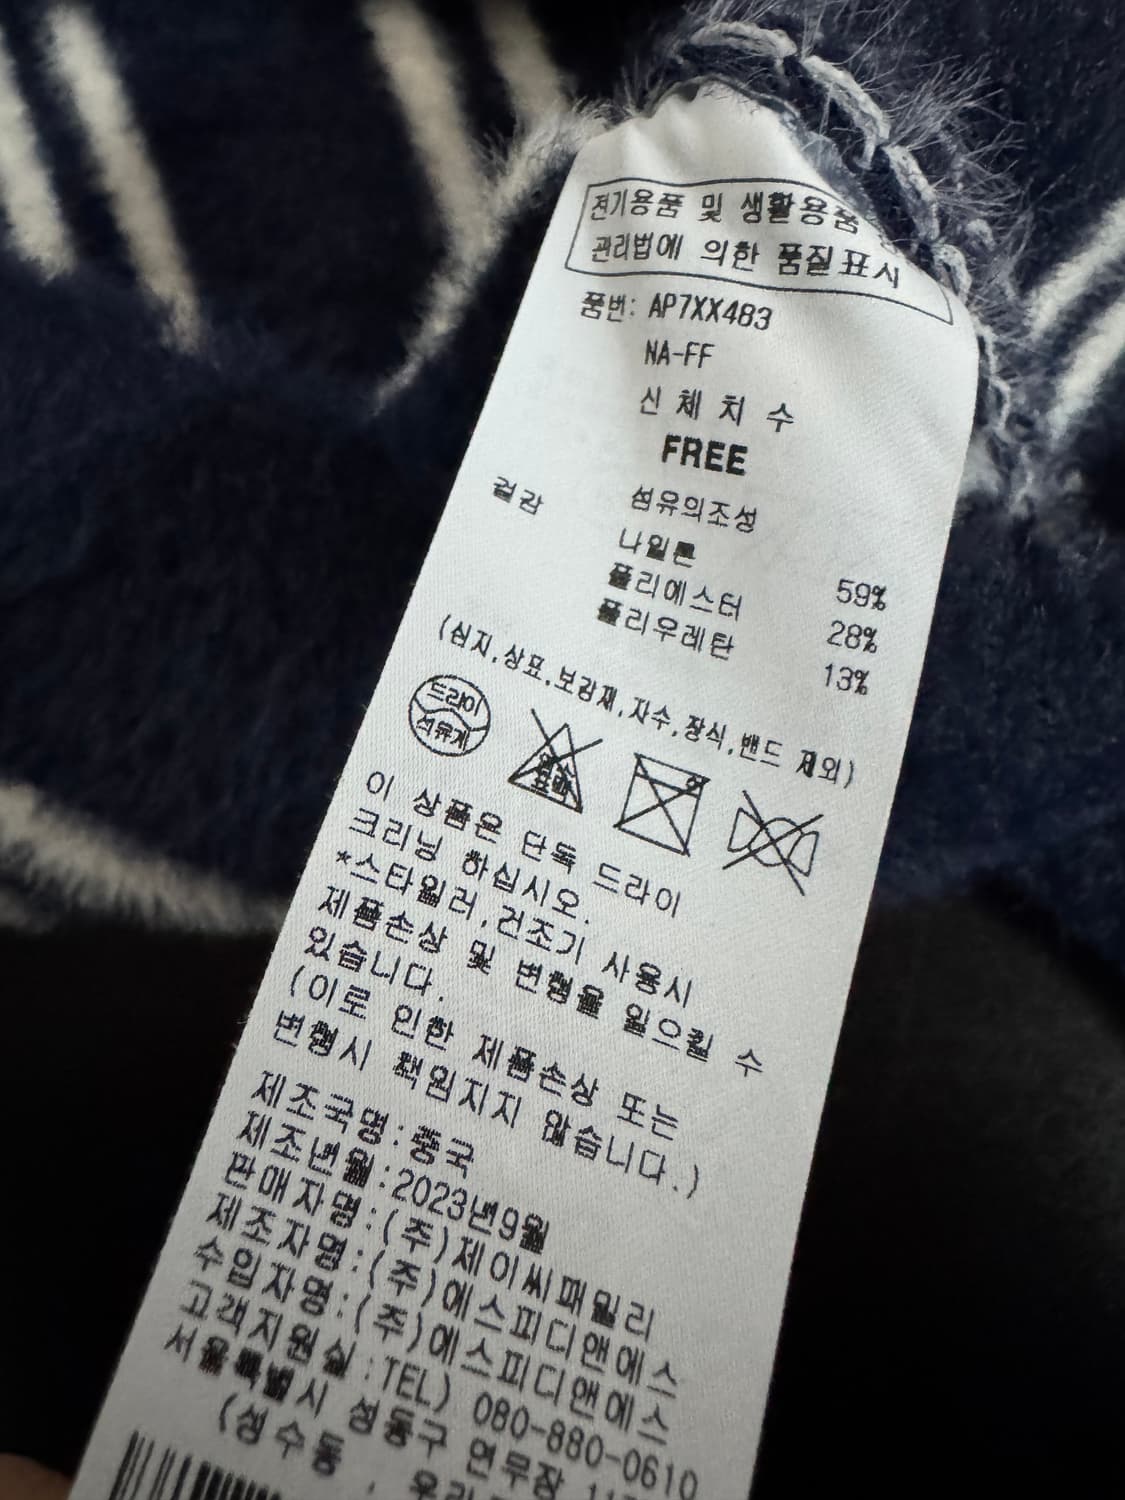 전기용품 및 생활용품
관리법에 의한 품질표시
품번: AP7XX483
NA-FF
신체치수
FREE
겉감 섬유의조성
나일론 59%
폴리에스터 28%
폴리우레탄 13%
(심지,상표,보강재,자수,장식,밴드 제외)
드라이
석유계
염소
표백
이 상품은 단독 드라이
크리닝 하십시오.
*스타일러,건조기 사용시
제품손상 및 변형을 일으킬 수
있습니다.
(이로 인한 제품손상 또는
변형시 책임지지 않습니다.)
제조국명:중국
제조년월:2023년9월
판매자명:(주)제이씨패밀리
제조자명:(주)에스피디앤에스
수입자명:(주)에스피디앤에스
고객지원실:TEL) 080-880-0610
서울특별시 성동구 연무장
(성수동,